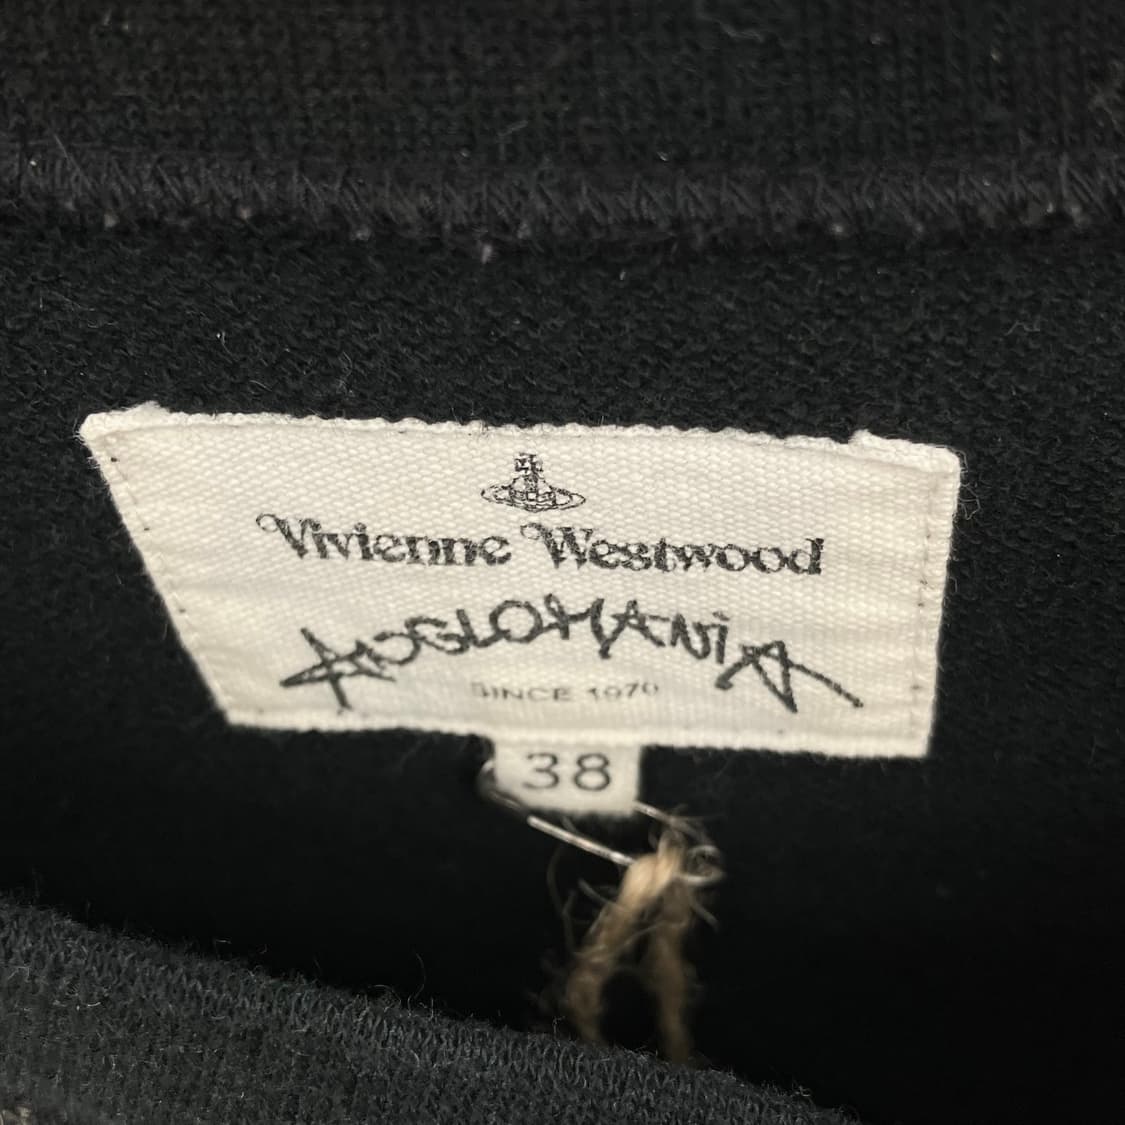 Vivienne Westwood
ANGLOMANIA
SINCE 1970
38